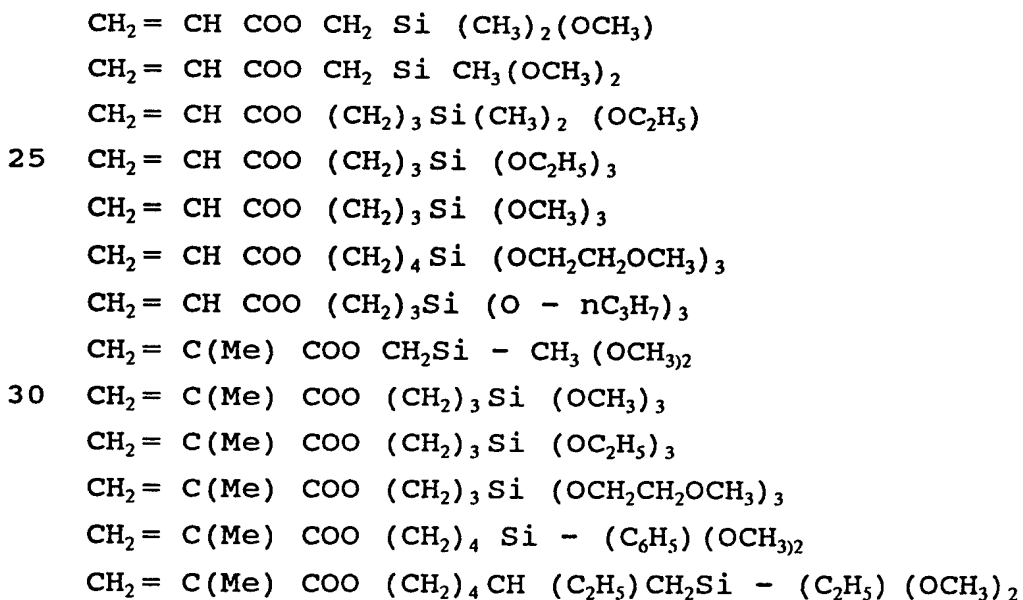 CH₂= CH COO CH₂ Si (CH₃)₂(OCH₃)
CH₂= CH COO CH₂ Si CH₃(OCH₃)₂
CH₂= CH COO (CH₂)₃Si(CH₃)₂ (OC₂H₅)
25 CH₂= CH COO (CH₂)₃Si (OC₂H₅)₃
CH₂= CH COO (CH₂)₃Si (OCH₃)₃
CH₂= CH COO (CH₂)₄Si (OCH₂CH₂OCH₃)₃
CH₂= CH COO (CH₂)₃Si (O - nC₃H₇)₃
CH₂= C(Me) COO CH₂Si - CH₃ (OCH₃₎₂
30 CH₂= C(Me) COO (CH₂)₃Si (OCH₃)₃
CH₂= C(Me) COO (CH₂)₃Si (OC₂H₅)₃
CH₂= C(Me) COO (CH₂)₃Si (OCH₂CH₂OCH₃)₃
CH₂= C(Me) COO (CH₂)₄ Si - (C₆H₅)(OCH₃₎₂
CH₂= C(Me) COO (CH₂)₄CH (C₂H₅)CH₂Si - (C₂H₅) (OCH₃)₂